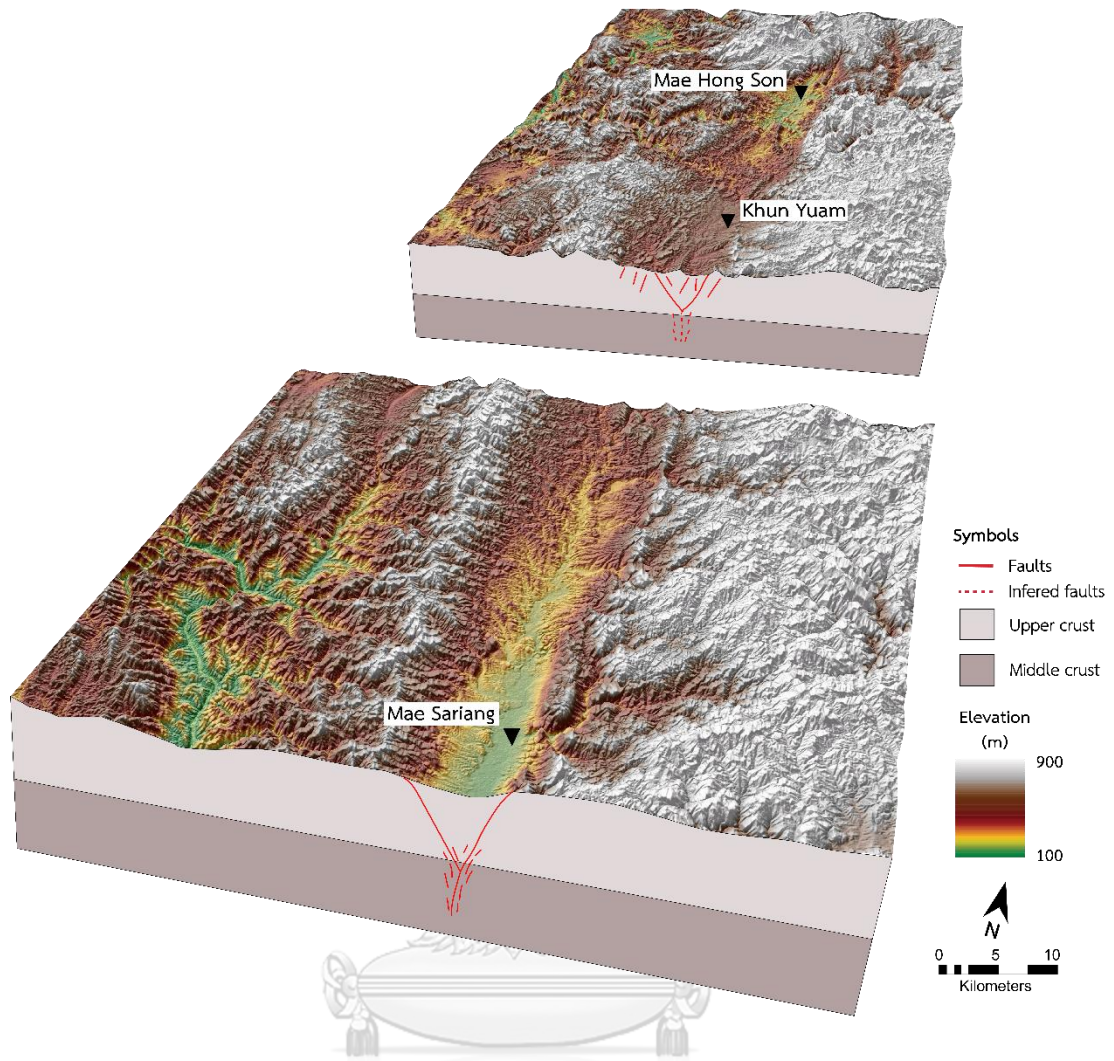 Mae Hong Son
Khun Yuam
Mae Sariang
Symbols
Faults
Infered faults
Upper crust
Middle crust
Elevation
(m)
900
100
N
0 5 10
Kilometers